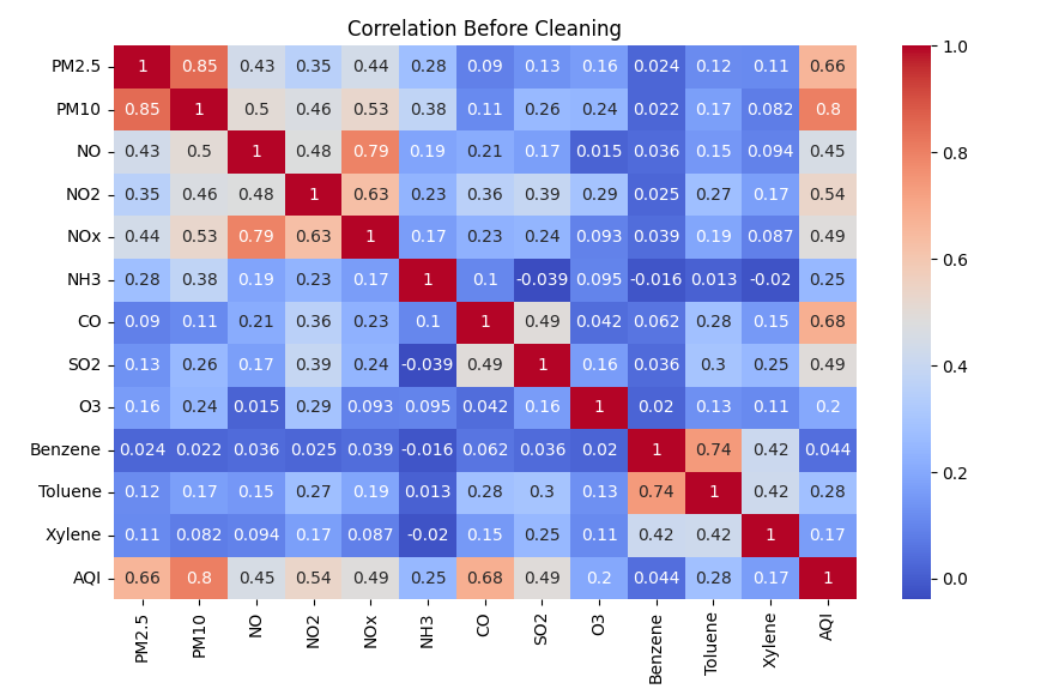 Correlation Before Cleaning
PM2.5 1 0.85 0.43 0.35 0.44 0.28 0.09 0.13 0.16 0.024 0.12 0.11 0.66
PM10 0.85 1 0.5 0.46 0.53 0.38 0.11 0.26 0.24 0.022 0.17 0.082 0.8
NO 0.43 0.5 1 0.48 0.79 0.19 0.21 0.17 0.015 0.036 0.15 0.094 0.45
NO2 0.35 0.46 0.48 1 0.63 0.23 0.36 0.39 0.29 0.025 0.27 0.17 0.54
NOx 0.44 0.53 0.79 0.63 1 0.17 0.23 0.24 0.093 0.039 0.19 0.087 0.49
NH3 0.28 0.38 0.19 0.23 0.17 1 0.1 -0.039 0.095 -0.016 0.013 -0.02 0.25
CO 0.09 0.11 0.21 0.36 0.23 0.1 1 0.49 0.042 0.062 0.28 0.15 0.68
SO2 0.13 0.26 0.17 0.39 0.24 -0.039 0.49 1 0.16 0.036 0.3 0.25 0.49
O3 0.16 0.24 0.015 0.29 0.093 0.095 0.042 0.16 1 0.02 0.13 0.11 0.2
Benzene 0.024 0.022 0.036 0.025 0.039 -0.016 0.062 0.036 0.02 1 0.74 0.42 0.044
Toluene 0.12 0.17 0.15 0.27 0.19 0.013 0.28 0.3 0.13 0.74 1 0.42 0.28
Xylene 0.11 0.082 0.094 0.17 0.087 -0.02 0.15 0.25 0.11 0.42 0.42 1 0.17
AQI 0.66 0.8 0.45 0.54 0.49 0.25 0.68 0.49 0.2 0.044 0.28 0.17 1
PM2.5 PM10 NO NO2 NOx NH3 CO SO2 O3 Benzene Toluene Xylene AQI
1.0
0.8
0.6
0.4
0.2
0.0